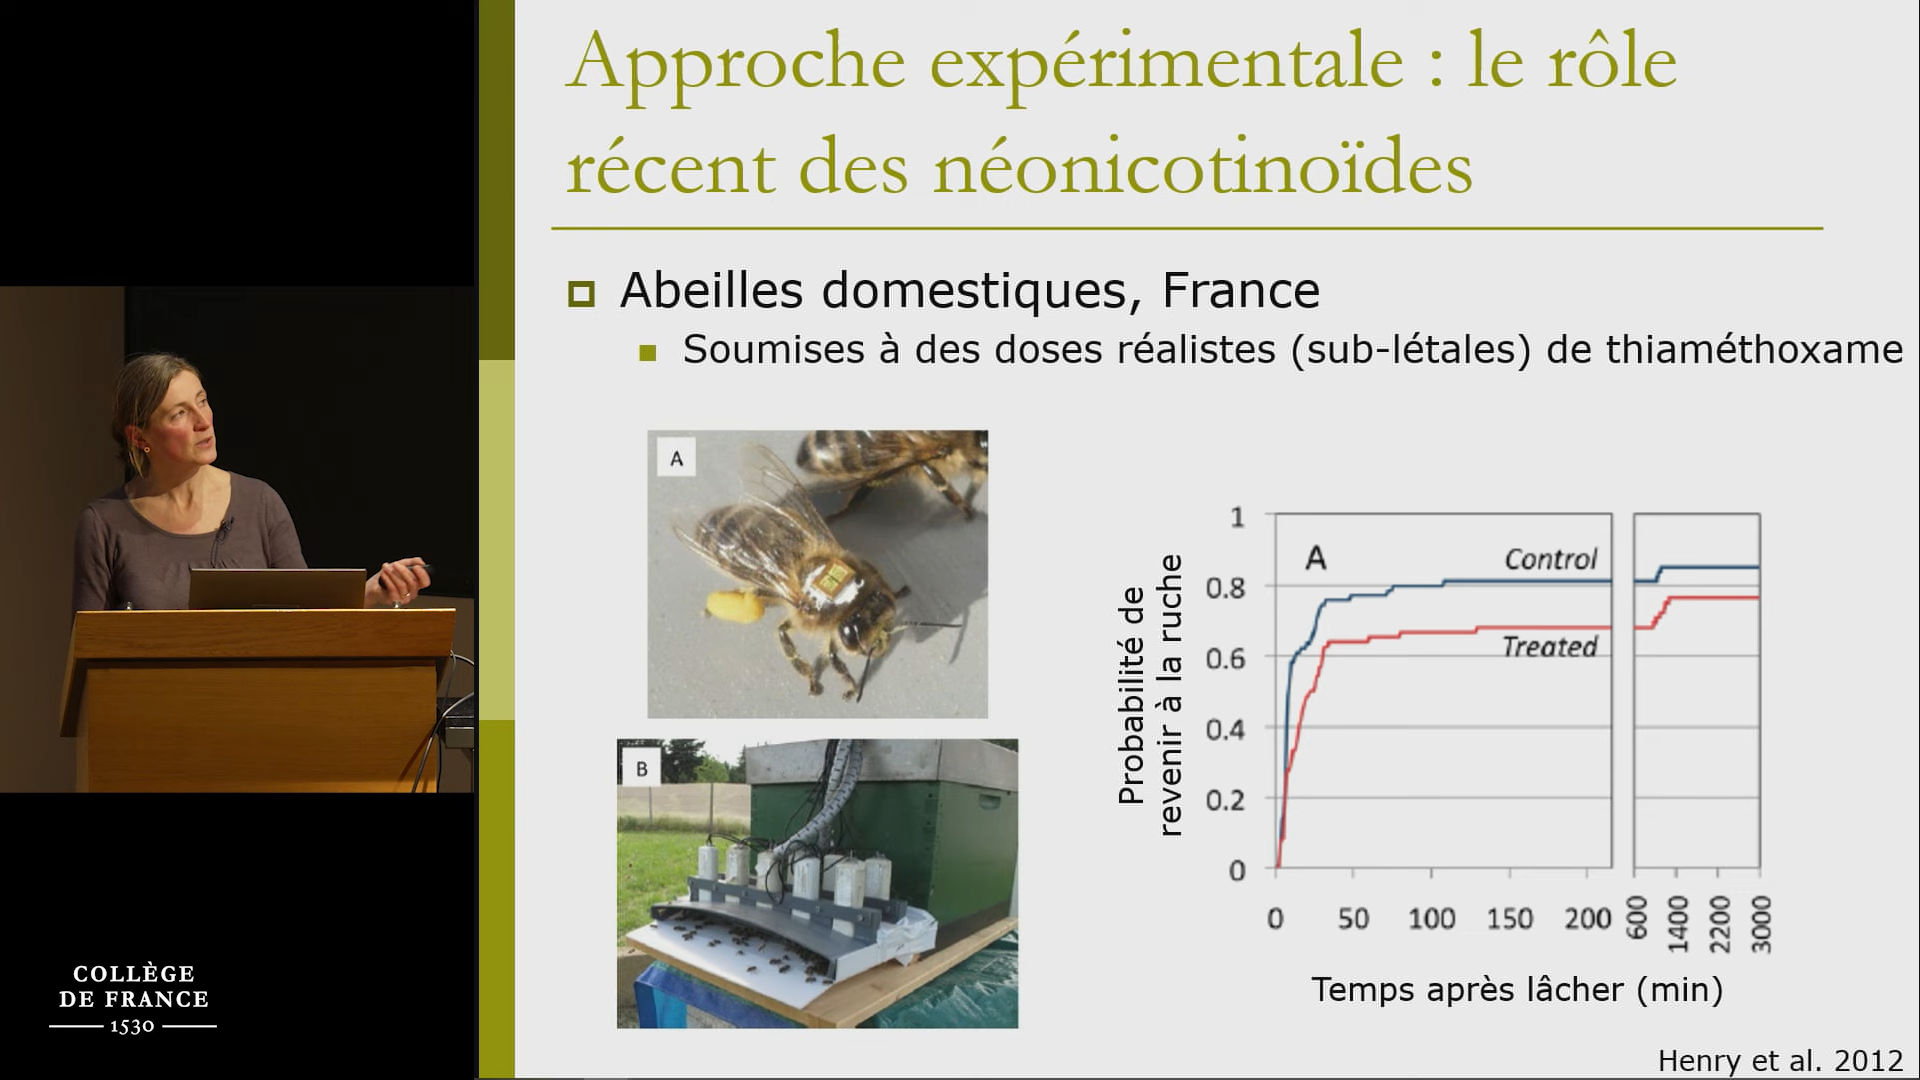 Approche expérimentale : le rôle
récent des néonicotinoïdes
Abeilles domestiques, France
Soumises à des doses réalistes (sub-létales) de thiaméthoxame
A
B
Probabilité de
revenir à la ruche
1
0.8
0.6
0.4
0.2
0
A
Control
Treated
0 50 100 150 200 600 1400 2200 3000
Temps après lâcher (min)
Henry et al. 2012
COLLÈGE
DE FRANCE
1530